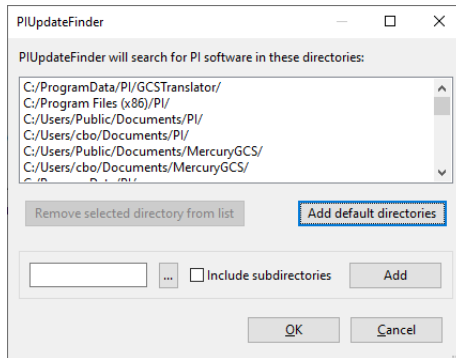 PIUpdateFinder
PIUpdateFinder will search for PI software in these directories:
C:/ProgramData/PI/GCSTranslator/
C:/Program Files (x86)/PI/
C:/Users/Public/Documents/PI/
C:/Users/cbo/Documents/PI/
C:/Users/Public/Documents/MercuryGCS/
C:/Users/cbo/Documents/MercuryGCS/
Remove selected directory from list
Add default directories
...
Include subdirectories
Add
OK
Cancel